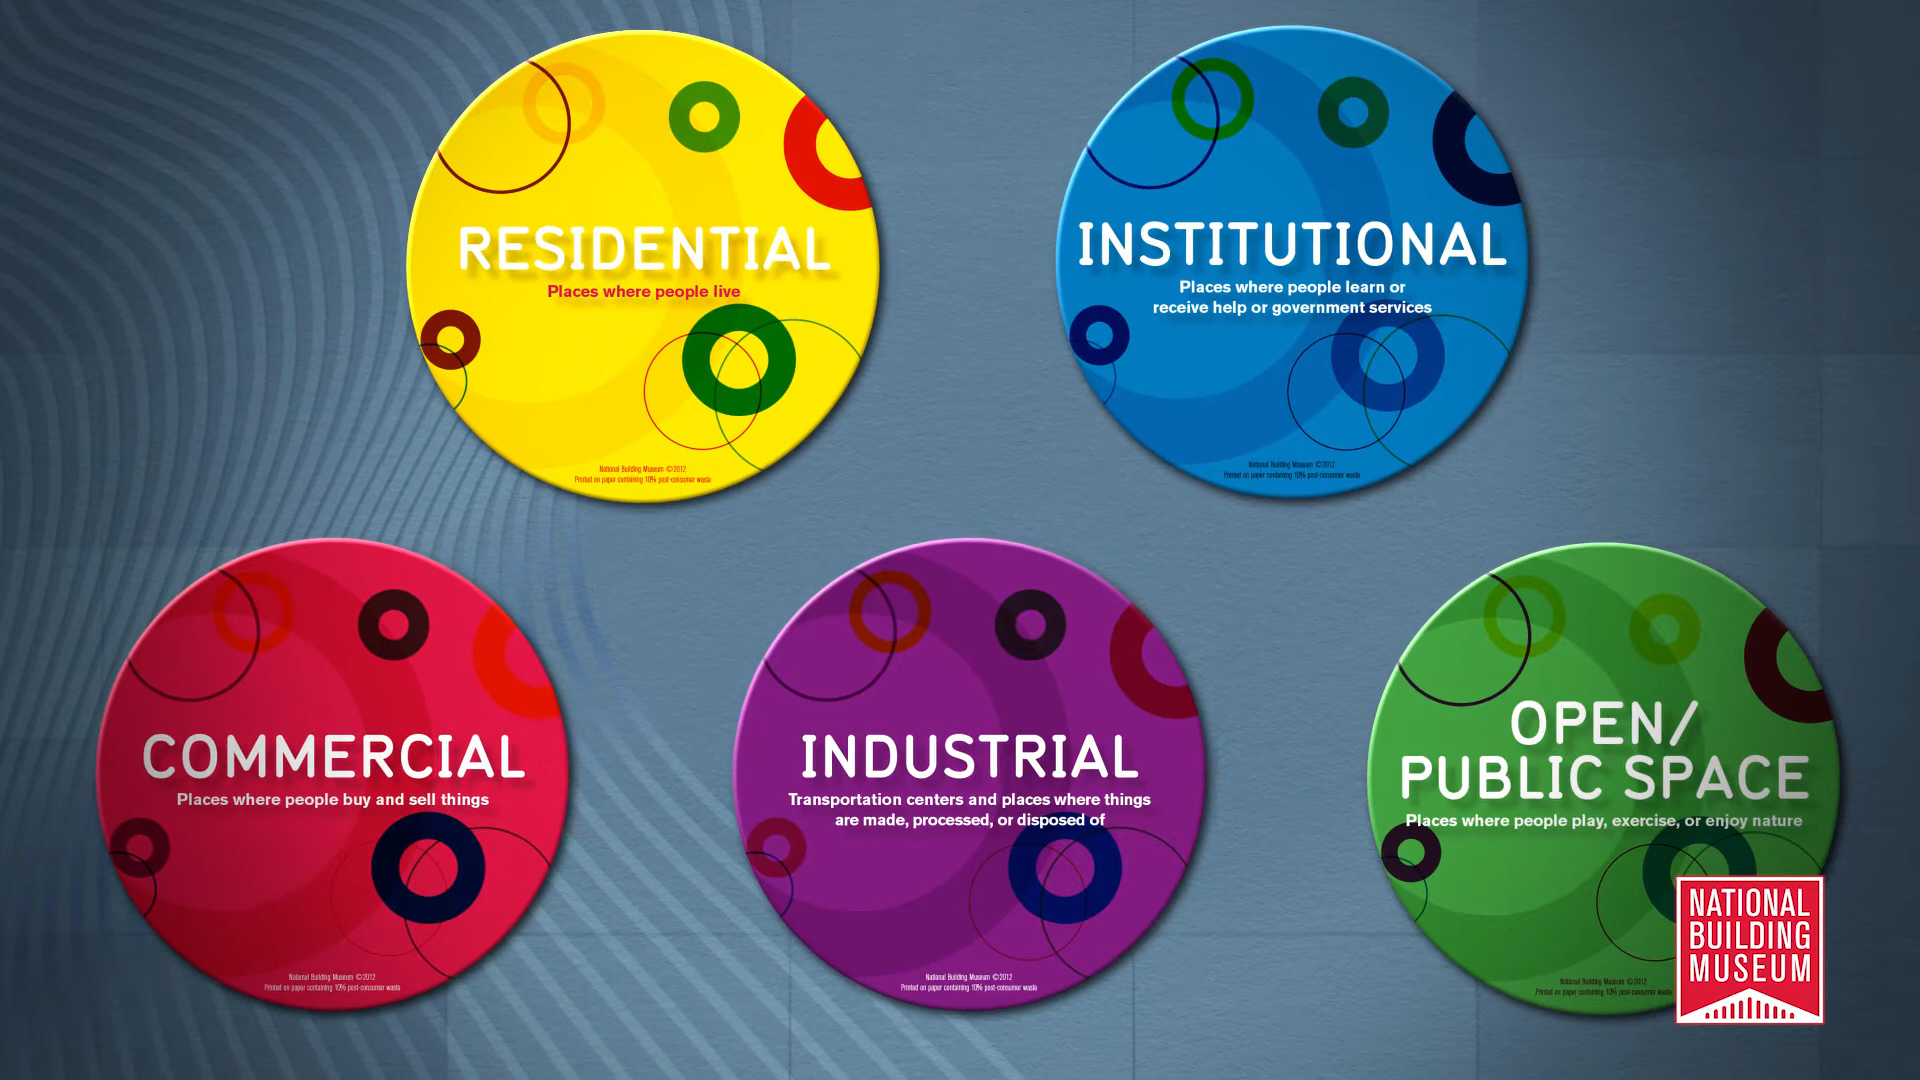 RESIDENTIAL
Places where people live
National Building Museum ©2012
Printed on paper containing 10% post-consumer waste
INSTITUTIONAL
Places where people learn or
receive help or government services
National Building Museum ©2012
Printed on paper containing 10% post-consumer waste
COMMERCIAL
Places where people buy and sell things
National Building Museum ©2012
Printed on paper containing 10% post-consumer waste
INDUSTRIAL
Transportation centers and places where things
are made, processed, or disposed of
National Building Museum ©2012
Printed on paper containing 10% post-consumer waste
OPEN/
PUBLIC SPACE
Places where people play, exercise, or enjoy nature
National Building Museum ©2012
Printed on paper containing 10% post-consumer waste
NATIONAL
BUILDING
MUSEUM